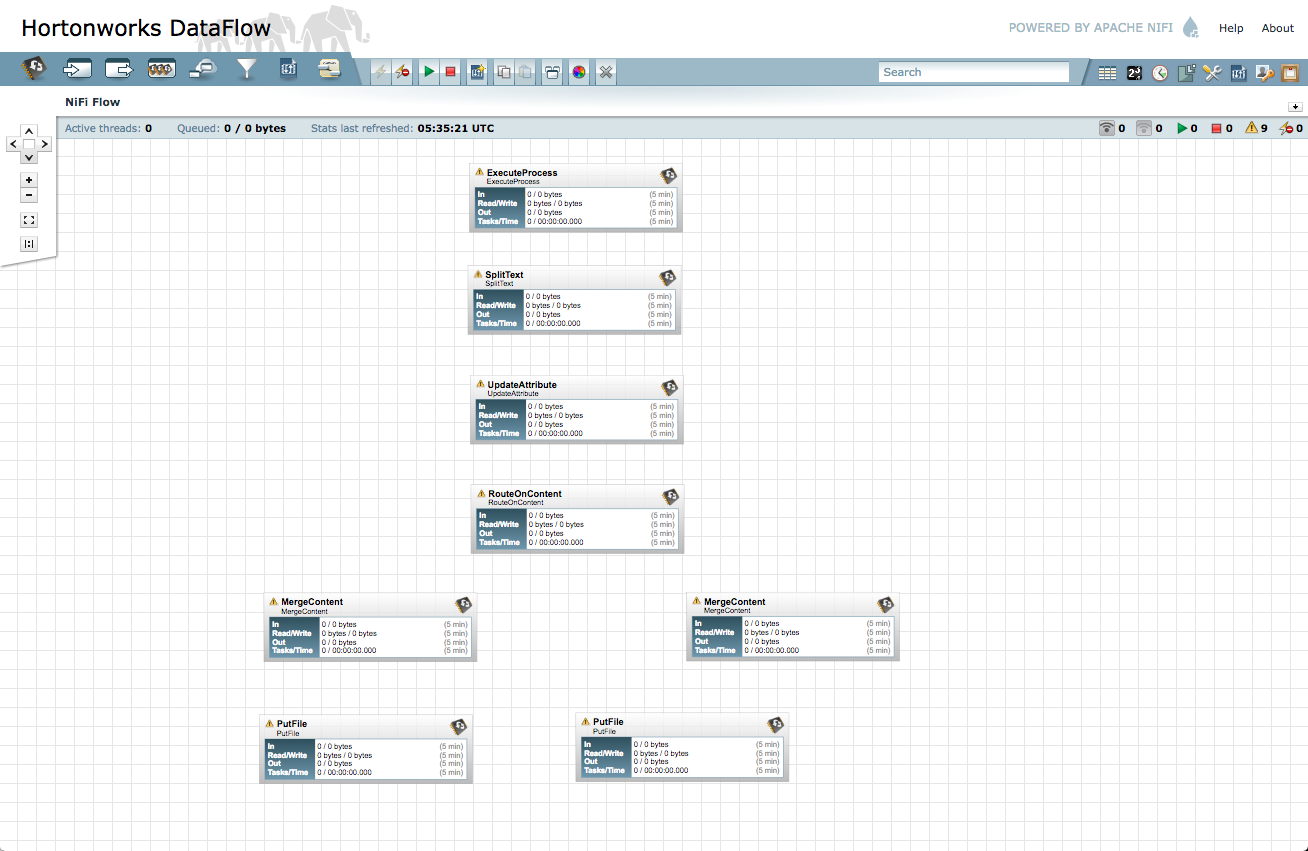 Hortonworks DataFlow
POWERED BY APACHE NIFI Help About
Search
NiFi Flow
Active threads: 0 Queued: 0 / 0 bytes Stats last refreshed: 05:35:21 UTC 0 0 0 0 9 0
ExecuteProcess
ExecuteProcess
In 0 / 0 bytes (5 min)
Read/Write 0 bytes / 0 bytes (5 min)
Out 0 / 0 bytes (5 min)
Tasks/Time 0 / 00:00:00.000 (5 min)
SplitText
SplitText
In 0 / 0 bytes (5 min)
Read/Write 0 bytes / 0 bytes (5 min)
Out 0 / 0 bytes (5 min)
Tasks/Time 0 / 00:00:00.000 (5 min)
UpdateAttribute
UpdateAttribute
In 0 / 0 bytes (5 min)
Read/Write 0 bytes / 0 bytes (5 min)
Out 0 / 0 bytes (5 min)
Tasks/Time 0 / 00:00:00.000 (5 min)
RouteOnContent
RouteOnContent
In 0 / 0 bytes (5 min)
Read/Write 0 bytes / 0 bytes (5 min)
Out 0 / 0 bytes (5 min)
Tasks/Time 0 / 00:00:00.000 (5 min)
MergeContent
MergeContent
In 0 / 0 bytes (5 min)
Read/Write 0 bytes / 0 bytes (5 min)
Out 0 / 0 bytes (5 min)
Tasks/Time 0 / 00:00:00.000 (5 min)
MergeContent
MergeContent
In 0 / 0 bytes (5 min)
Read/Write 0 bytes / 0 bytes (5 min)
Out 0 / 0 bytes (5 min)
Tasks/Time 0 / 00:00:00.000 (5 min)
PutFile
PutFile
In 0 / 0 bytes (5 min)
Read/Write 0 bytes / 0 bytes (5 min)
Out 0 / 0 bytes (5 min)
Tasks/Time 0 / 00:00:00.000 (5 min)
PutFile
PutFile
In 0 / 0 bytes (5 min)
Read/Write 0 bytes / 0 bytes (5 min)
Out 0 / 0 bytes (5 min)
Tasks/Time 0 / 00:00:00.000 (5 min)